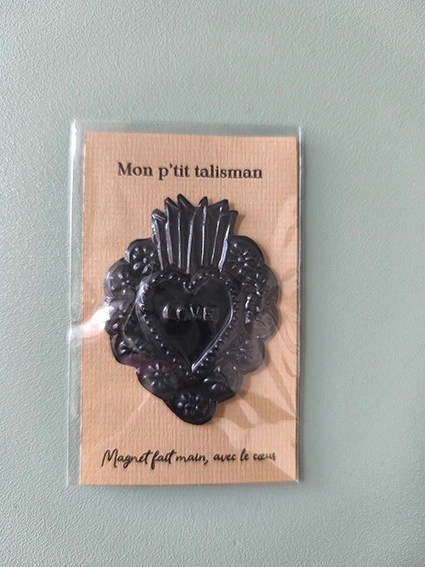 Mon p'tit talisman
LOVE
Magnet fait main, avec le cœur